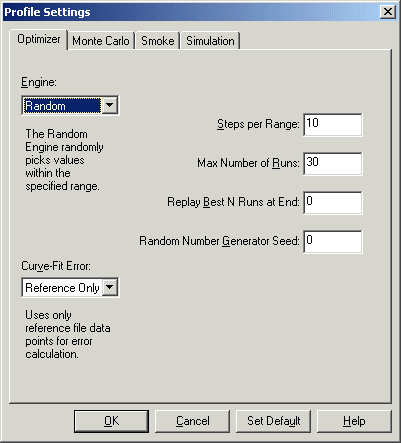 Profile Settings
Optimizer
Monte Carlo
Smoke
Simulation
Engine:
Random
The Random
Engine randomly
picks values
within the
specified range.
Steps per Range: 10
Max Number of Runs: 30
Replay Best N Runs at End: 0
Random Number Generator Seed: 0
Curve-Fit Error:
Reference Only
Uses only
reference file data
points for error
calculation.
OK
Cancel
Set Default
Help